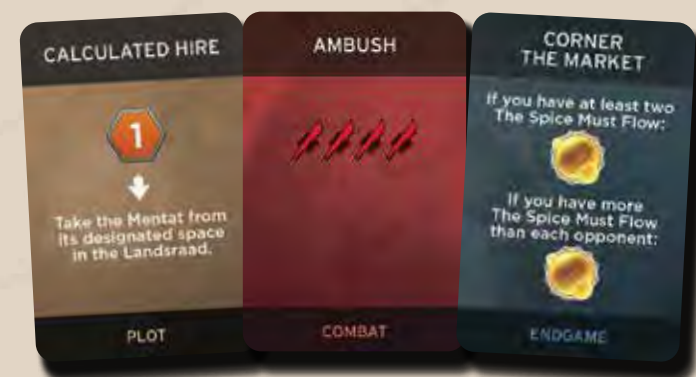 CALCULATED HIRE
1
Take the Mentat from
its designated space
in the Landsraad.
PLOT
AMBUSH
COMBAT
CORNER
THE MARKET
If you have at least two
The Spice Must Flow:
If you have more
The Spice Must Flow
than each opponent:
ENDGAME